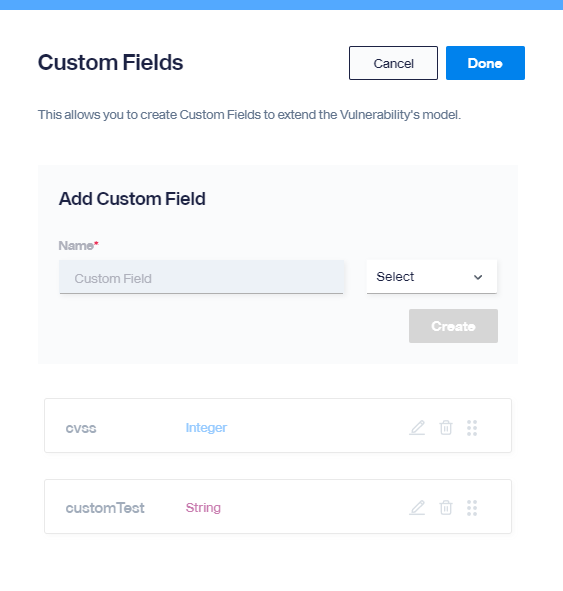 Custom Fields
Cancel
Done
This allows you to create Custom Fields to extend the Vulnerability's model.
Add Custom Field
Name*
Custom Field
Select
Create
cvss
Integer
customTest
String